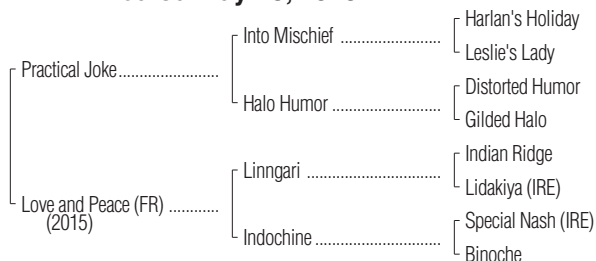 Harlan's Holiday
Into Mischief ........................
Leslie's Lady
Practical Joke........................
Distorted Humor
Halo Humor ..........................
Gilded Halo
Indian Ridge
Linngari ................................
Lidakiya (IRE)
Love and Peace (FR) ............
(2015)
Special Nash (IRE)
Indochine ..............................
Binoche